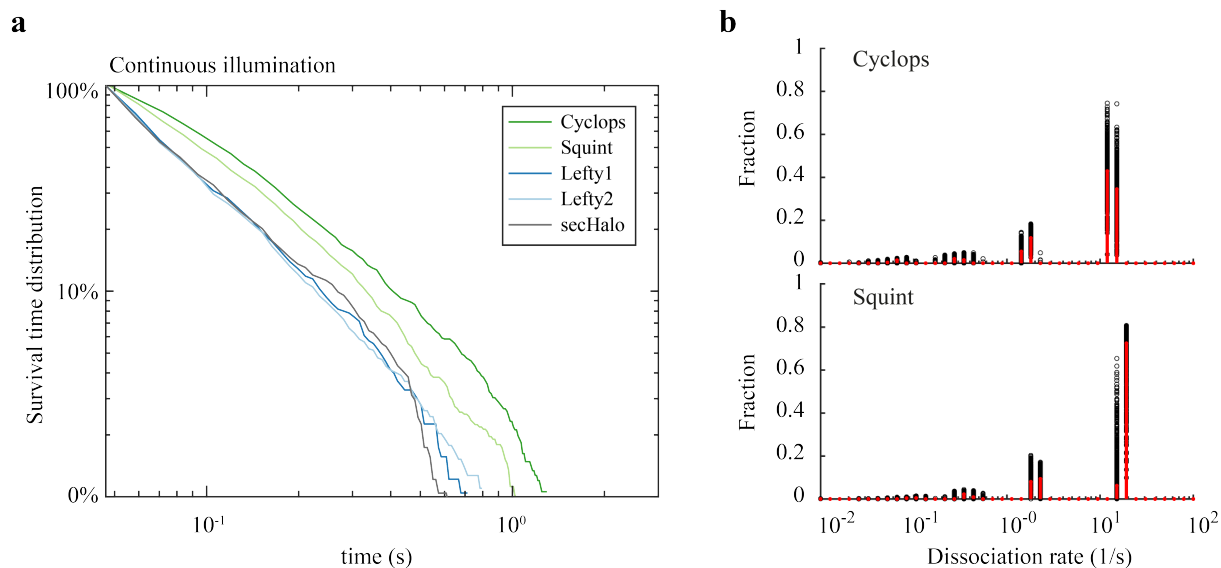 a
Continuous illumination
100%
10%
0%
Survival time distribution
Cyclops
Squint
Lefty1
Lefty2
secHalo
10-1
100
time (s)
b
1
0.8
0.6
0.4
0.2
0
Fraction
Cyclops
1
0.8
0.4
0.2
0
Fraction
Squint
10-2
10-1
10-0
101
102
Dissociation rate (1/s)